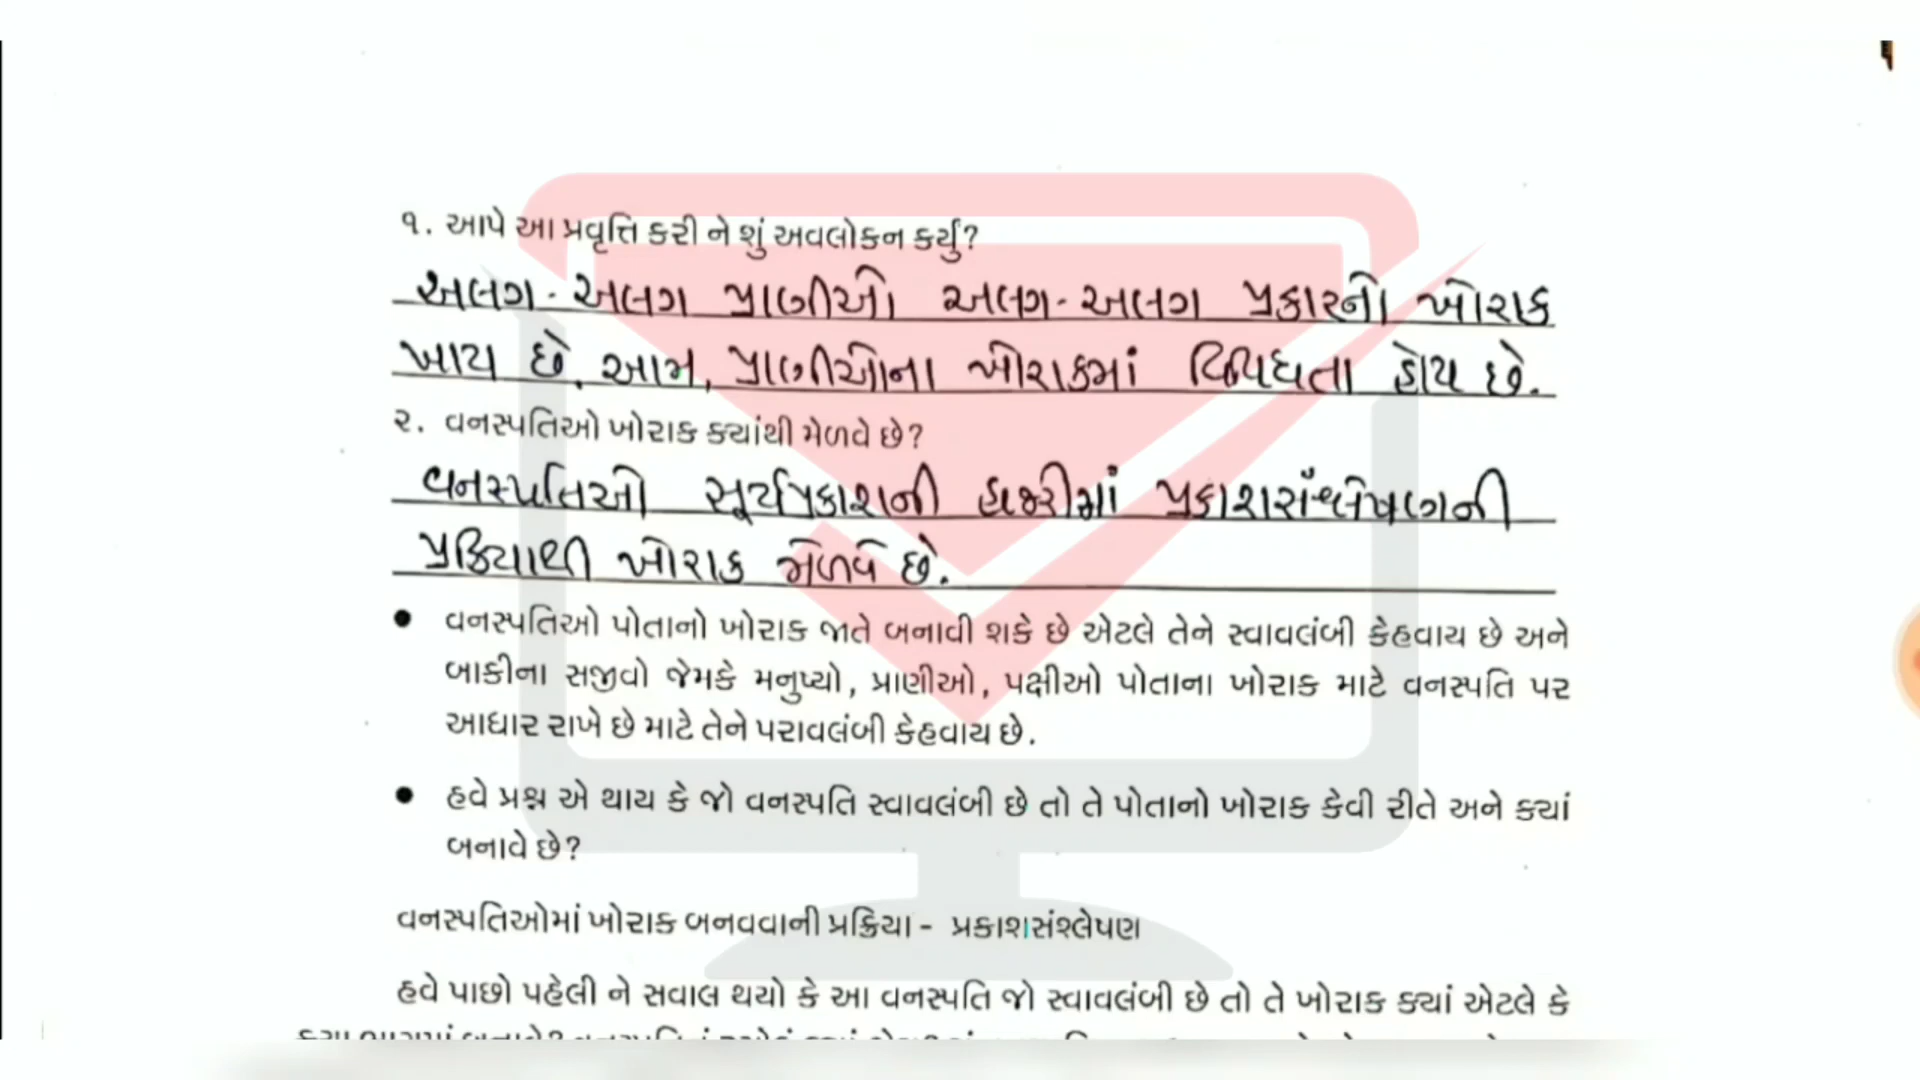 ૧. આપે આ પ્રવૃત્તિ કરી ને શું અવલોકન કર્યું?
અલગ-અલગ પ્રાણીઓ અલગ-અલગ પ્રકારનો ખોરાક
ખાય છે. આમ, પ્રાણીઓના ખોરાકમાં વિવિધતા હોય છે.
૨. વનસ્પતિઓ ખોરાક ક્યાંથી મેળવે છે?
વનસ્પતિઓ સૂર્યપ્રકાશની હાજરીમાં પ્રકાશસંશ્લેષણની
પ્રક્રિયાથી ખોરાક મેળવે છે.
● વનસ્પતિઓ પોતાનો ખોરાક જાતે બનાવી શકે છે એટલે તેને સ્વાવલંબી કેહવાય છે અને
બાકીના સજીવો જેમકે મનુષ્યો, પ્રાણીઓ, પક્ષીઓ પોતાના ખોરાક માટે વનસ્પતિ પર
આધાર રાખે છે માટે તેને પરાવલંબી કેહવાય છે.
● હવે પ્રશ્ન એ થાય કે જો વનસ્પતિ સ્વાવલંબી છે તો તે પોતાનો ખોરાક કેવી રીતે અને ક્યાં
બનાવે છે?
વનસ્પતિઓમાં ખોરાક બનવવાની પ્રક્રિયા - પ્રકાશસંશ્લેષણ
હવે પાછો પહેલી ને સવાલ થયો કે આ વનસ્પતિ જો સ્વાવલંબી છે તો તે ખોરાક ક્યાં એટલે કે